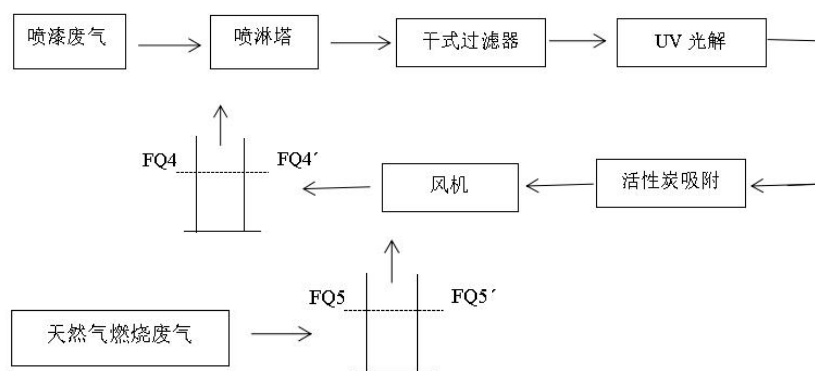 喷漆废气
喷淋塔
干式过滤器
UV 光解
FQ4
FQ4´
风机
活性炭吸附
FQ5
FQ5´
天然气燃烧废气